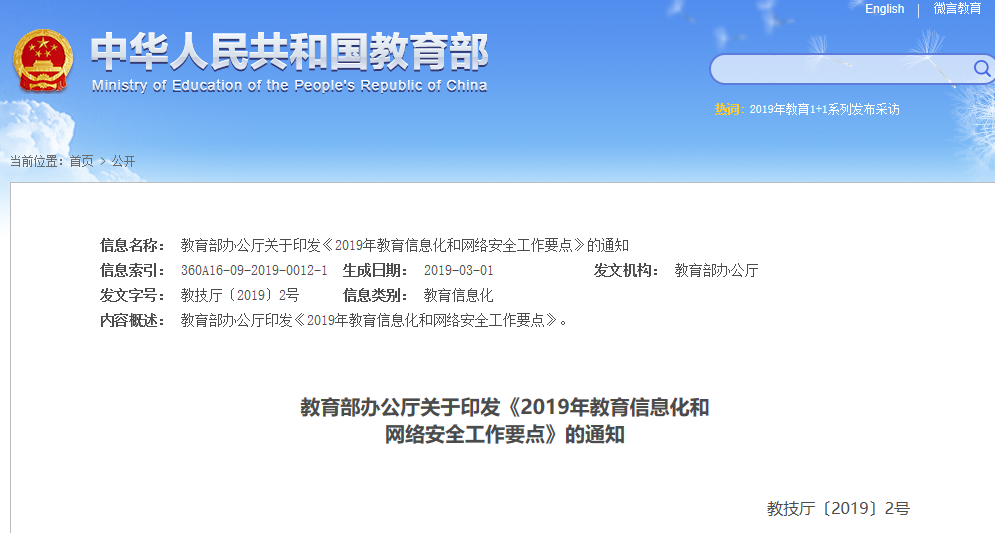 English | 微言教育
中华人民共和国教育部
Ministry of Education of the People's Republic of China
热词： 2019年教育1+1系列发布采访
当前位置： 首页 > 公开
信息名称： 教育部办公厅关于印发《2019年教育信息化和网络安全工作要点》的通知
信息索引： 360A16-09-2019-0012-1 生成日期： 2019-03-01 发文机构： 教育部办公厅
发文字号： 教技厅〔2019〕2号 信息类别： 教育信息化
内容概述： 教育部办公厅印发《2019年教育信息化和网络安全工作要点》。
教育部办公厅关于印发《2019年教育信息化和
网络安全工作要点》的通知
教技厅〔2019〕2号